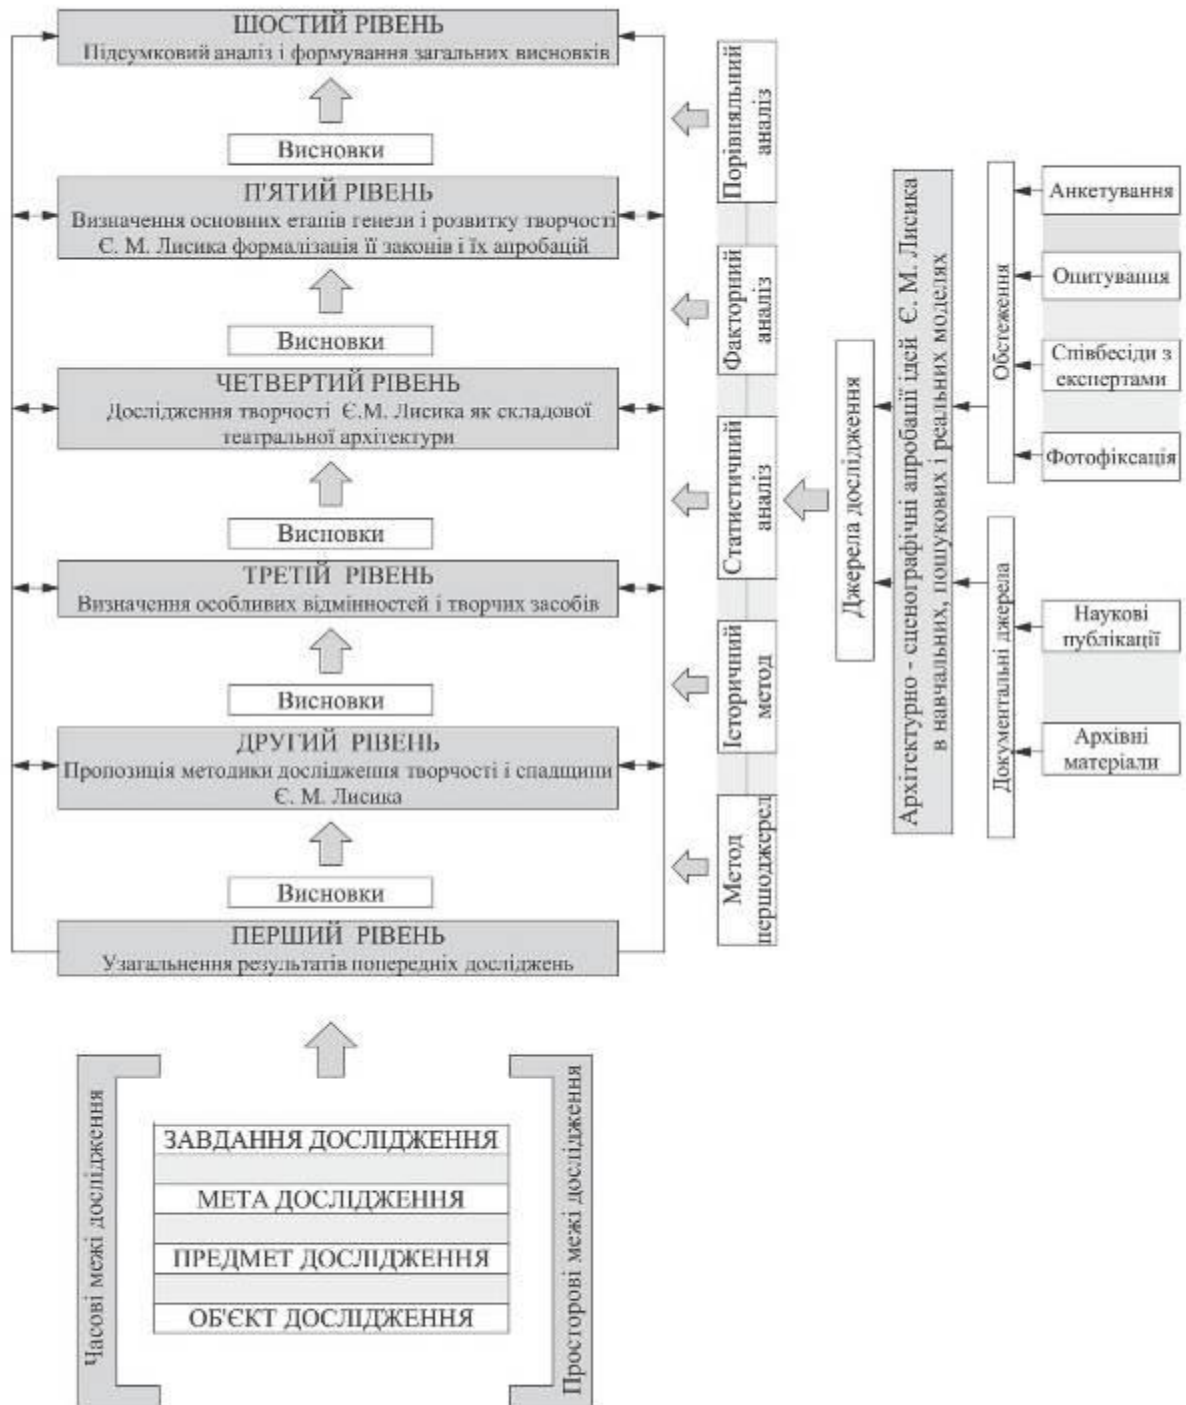 ШОСТИЙ РІВЕНЬ
Підсумковий аналіз і формування загальних висновків
Висновки
П'ЯТИЙ РІВЕНЬ
Визначення основних етапів генези і розвитку творчості
Є. М. Лисика формалізація її законів і їх апробацій
Висновки
ЧЕТВЕРТИЙ РІВЕНЬ
Дослідження творчості Є.М. Лисика як складової
театральної архітектури
Висновки
ТРЕТІЙ РІВЕНЬ
Визначення особливих відмінностей і творчих засобів
Висновки
ДРУГИЙ РІВЕНЬ
Пропозиція методики дослідження творчості і спадщини
Є. М. Лисика
Висновки
ПЕРШИЙ РІВЕНЬ
Узагальнення результатів попередніх досліджень
Порівняльний
аналіз
Факторний
аналіз
Статистичний
аналіз
Історичний
метод
Метод
першоджерел
Джерела дослідження
Архітектурно - сценографічні апробації ідей Є. М. Лисика
в навчальних, пошукових і реальних моделях
Обстеження
Документальні джерела
Анкетування
Опитування
Співбесіди з
експертами
Фотофіксація
Наукові
публікації
Архівні
матеріали
Часові межі дослідження
ЗАВДАННЯ ДОСЛІДЖЕННЯ
МЕТА ДОСЛІДЖЕННЯ
ПРЕДМЕТ ДОСЛІДЖЕННЯ
ОБ'ЄКТ ДОСЛІДЖЕННЯ
Просторові межі дослідження